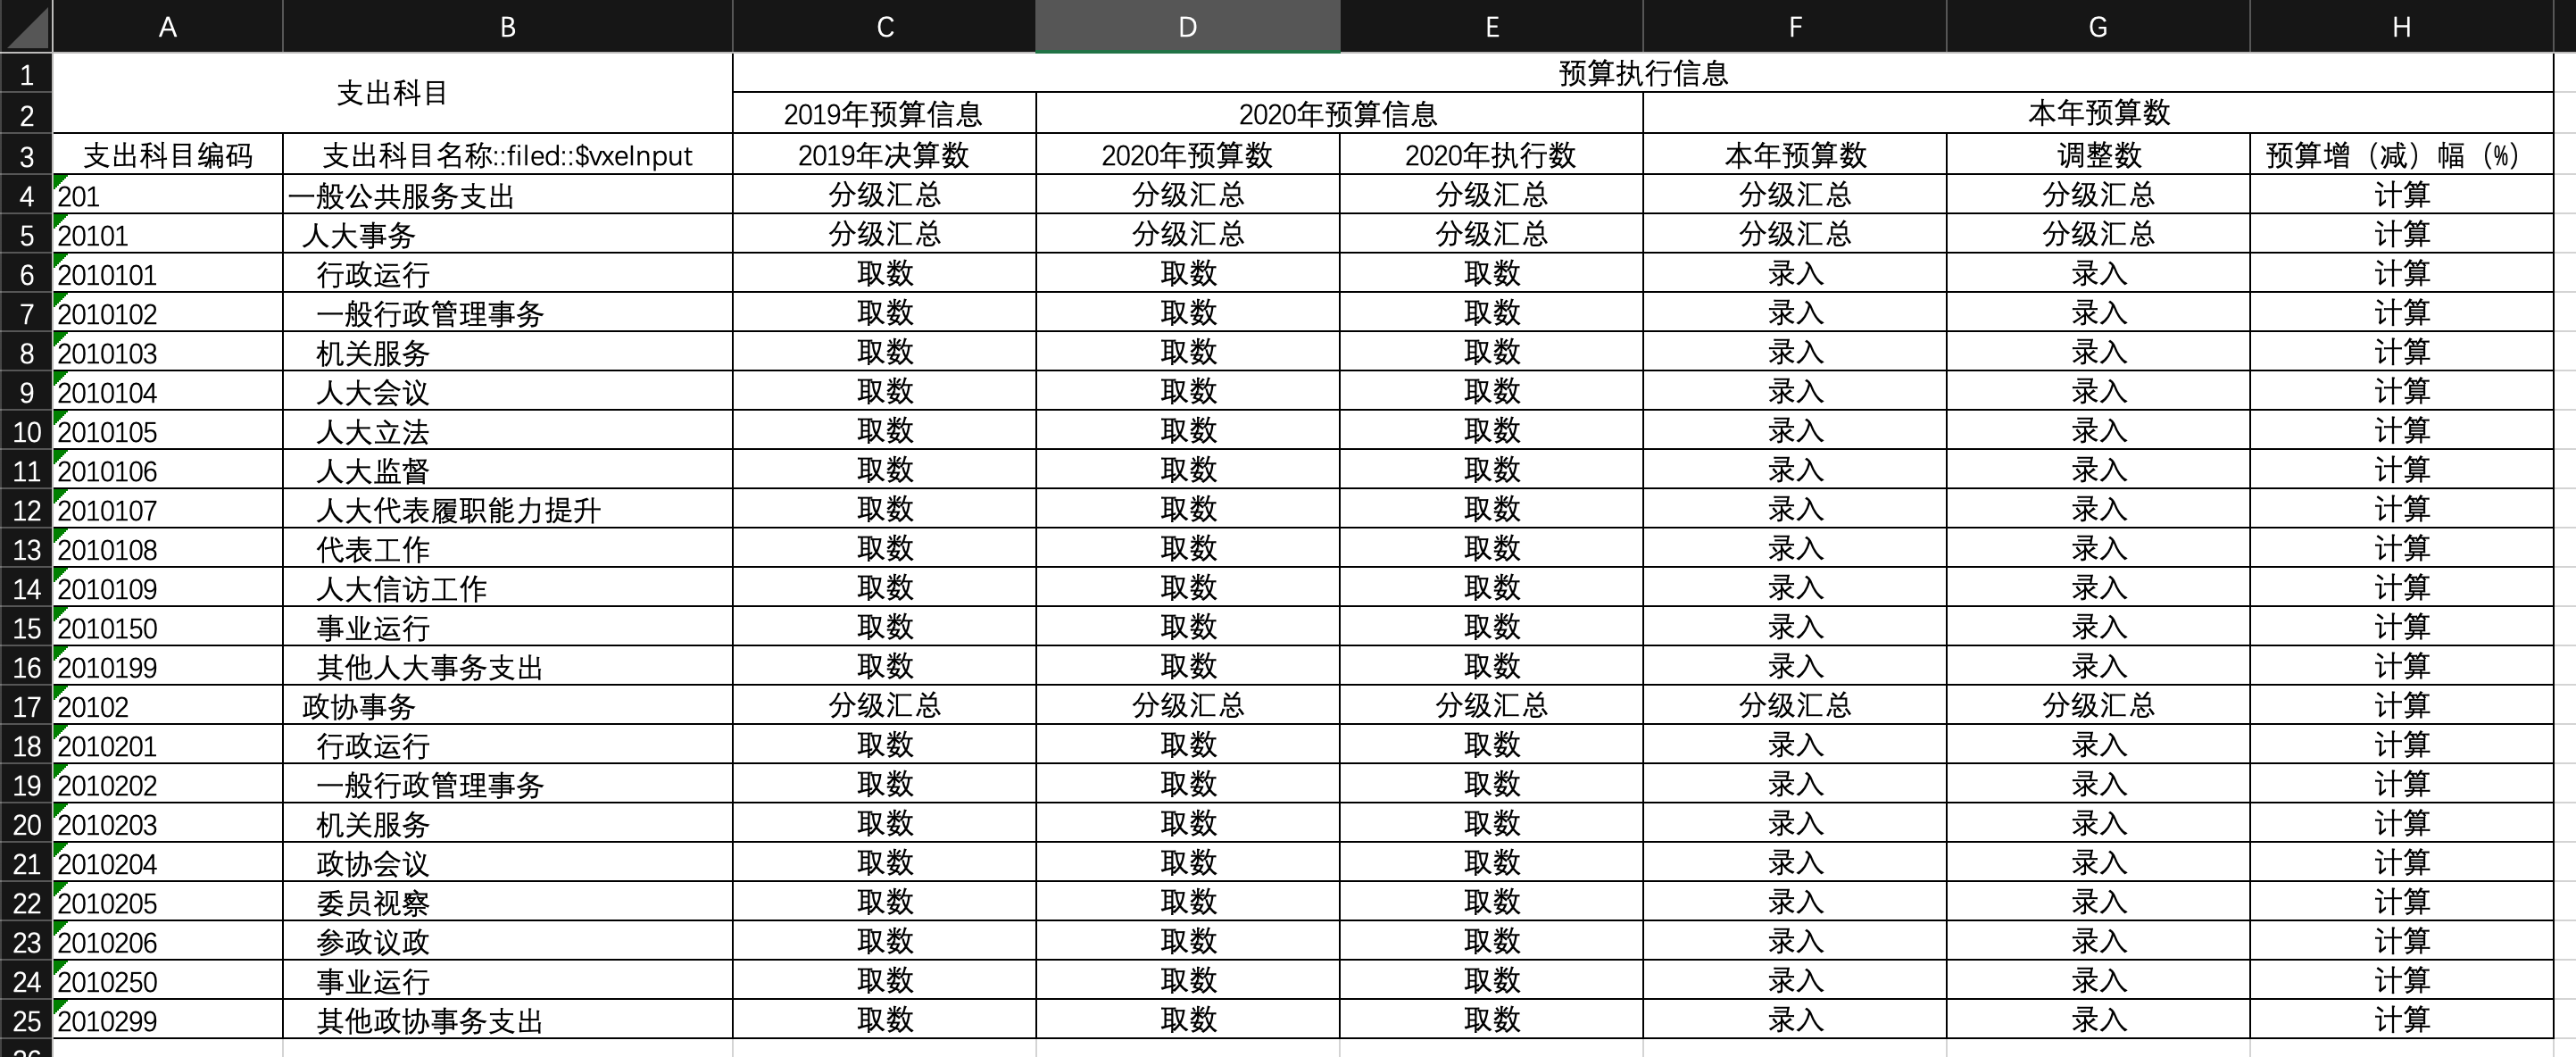 A B C D E F G H
1 支出科目 预算执行信息
2 2019年预算信息 2020年预算信息 本年预算数
3 支出科目编码 支出科目名称::filed::$vxeInput 2019年决算数 2020年预算数 2020年执行数 本年预算数 调整数 预算增（减）幅（%）
4 201 一般公共服务支出 分级汇总 分级汇总 分级汇总 分级汇总 分级汇总 计算
5 20101 人大事务 分级汇总 分级汇总 分级汇总 分级汇总 分级汇总 计算
6 2010101 行政运行 取数 取数 取数 录入 录入 计算
7 2010102 一般行政管理事务 取数 取数 取数 录入 录入 计算
8 2010103 机关服务 取数 取数 取数 录入 录入 计算
9 2010104 人大会议 取数 取数 取数 录入 录入 计算
10 2010105 人大立法 取数 取数 取数 录入 录入 计算
11 2010106 人大监督 取数 取数 取数 录入 录入 计算
12 2010107 人大代表履职能力提升 取数 取数 取数 录入 录入 计算
13 2010108 代表工作 取数 取数 取数 录入 录入 计算
14 2010109 人大信访工作 取数 取数 取数 录入 录入 计算
15 2010150 事业运行 取数 取数 取数 录入 录入 计算
16 2010199 其他人大事务支出 取数 取数 取数 录入 录入 计算
17 20102 政协事务 分级汇总 分级汇总 分级汇总 分级汇总 分级汇总 计算
18 2010201 行政运行 取数 取数 取数 录入 录入 计算
19 2010202 一般行政管理事务 取数 取数 取数 录入 录入 计算
20 2010203 机关服务 取数 取数 取数 录入 录入 计算
21 2010204 政协会议 取数 取数 取数 录入 录入 计算
22 2010205 委员视察 取数 取数 取数 录入 录入 计算
23 2010206 参政议政 取数 取数 取数 录入 录入 计算
24 2010250 事业运行 取数 取数 取数 录入 录入 计算
25 2010299 其他政协事务支出 取数 取数 取数 录入 录入 计算